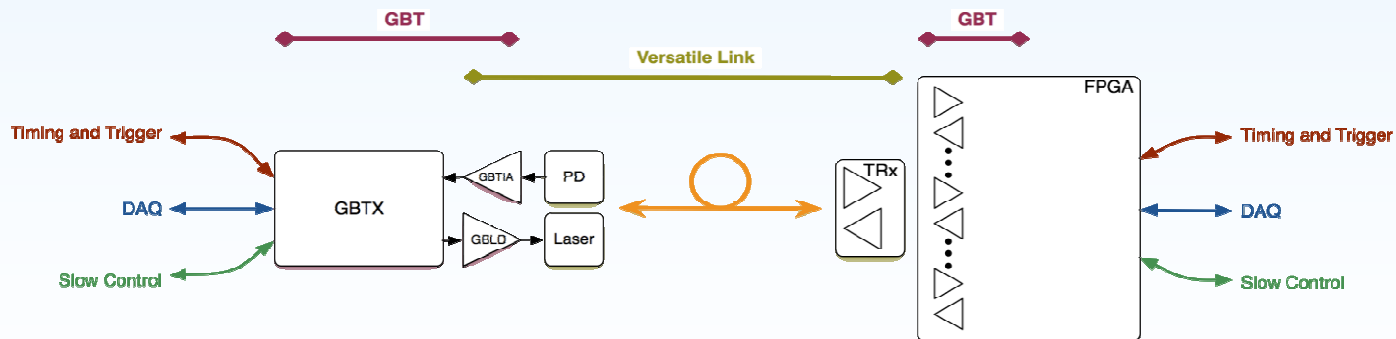 GBT
GBT
Versatile Link
FPGA
Timing and Trigger
Timing and Trigger
GBTIA
PD
TRx
DAQ
GBTX
DAQ
GBLD
Laser
Slow Control
Slow Control